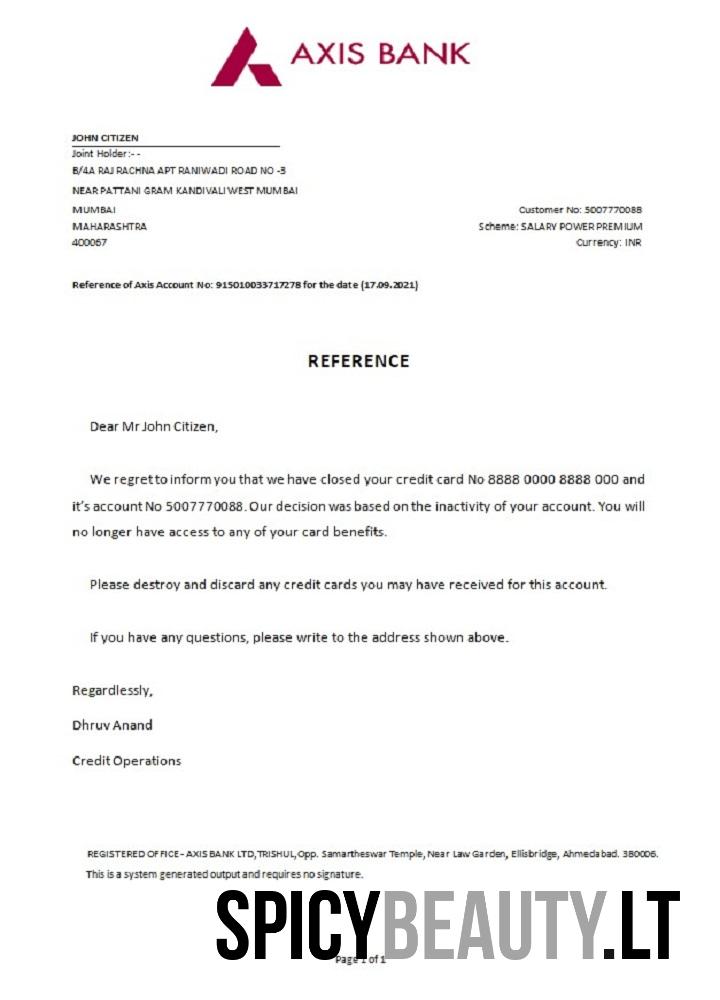 AXIS BANK
JOHN CITIZEN
Joint Holder:- -
B/4A RAJ RACHNA APT RANIWADI ROAD NO -3
NEAR PATTANI GRAM KANDIVALI WEST MUMBAI
MUMBAI
Customer No: 5007770088
MAHARASHTRA
Scheme: SALARY POWER PREMIUM
400067
Currency: INR
Reference of Axis Account No: 915010033717278 for the date (17.09.2021)
REFERENCE
Dear Mr John Citizen,
We regret to inform you that we have closed your credit card No 8888 0000 8888 000 and
it's account No 5007770088. Our decision was based on the inactivity of your account. You will
no longer have access to any of your card benefits.
Please destroy and discard any credit cards you may have received for this account.
If you have any questions, please write to the address shown above.
Regardlessly,
Dhruv Anand
Credit Operations
REGISTERED OFFICE - AXIS BANK LTD, TRISHUL, Opp. Samartheswar Temple, Near Law Garden, Ellisbridge, Ahmedabad. 380006.
This is a system generated output and requires no signature.
SPICYBEAUTY.LT
Page 1 of 1